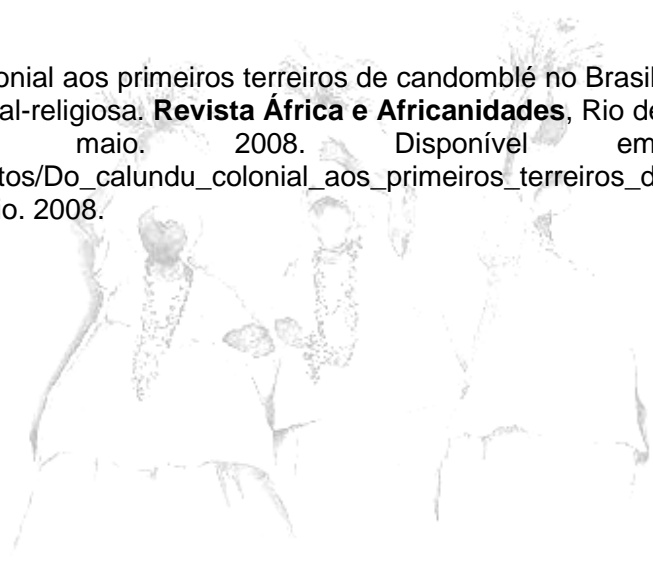 onial aos primeiros terreiros de candomblé no Brasil
al-religiosa. Revista África e Africanidades, Rio de
maio. 2008. Disponível em
tos/Do_calundu_colonial_aos_primeiros_terreiros_d
o. 2008.